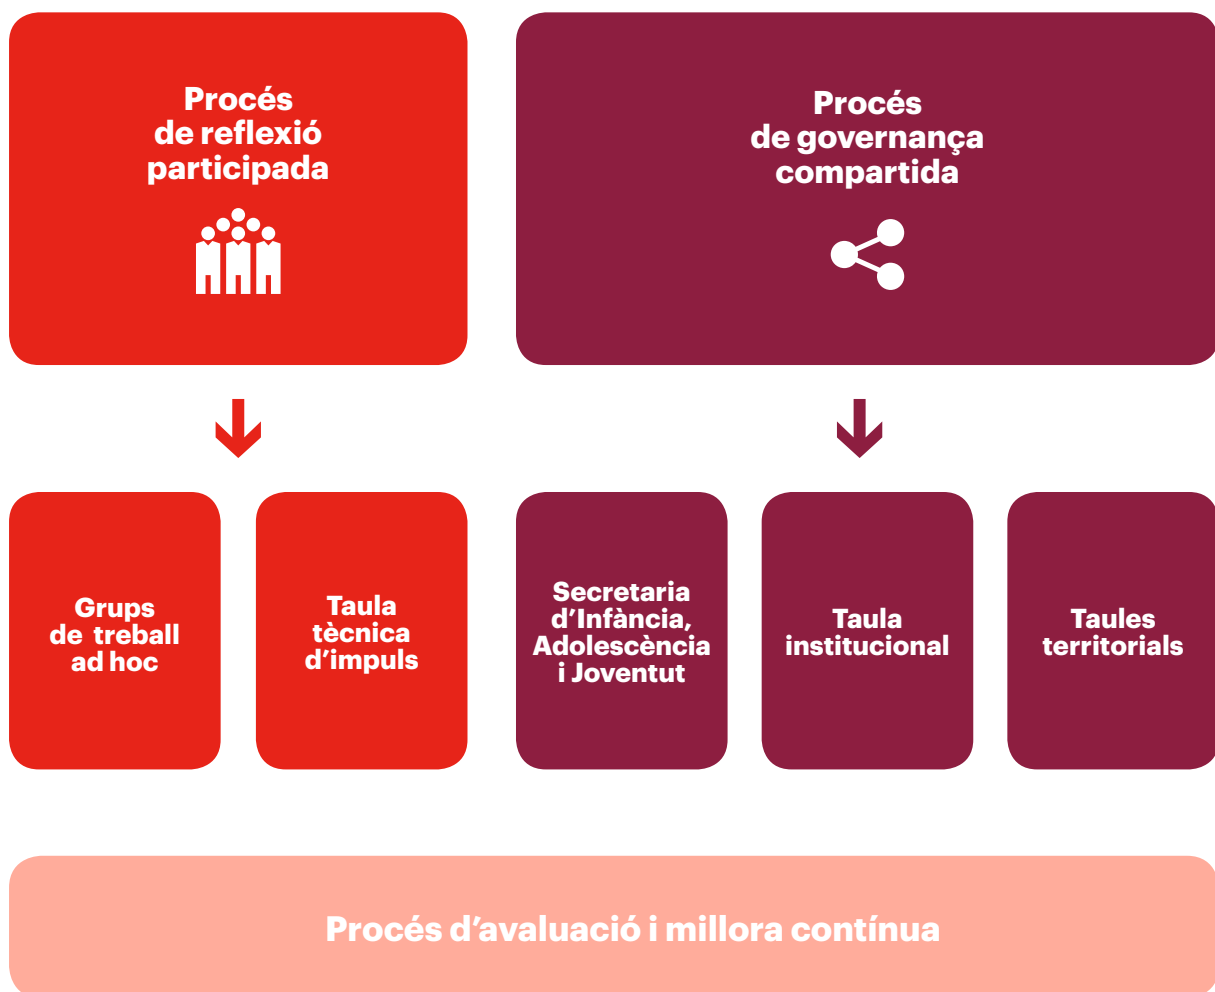 Procés
de reflexió
participada
Procés
de governança
compartida
Grups
de treball
ad hoc
Taula
tècnica
d’impuls
Secretaria
d’Infància,
Adolescència
i Joventut
Taula
institucional
Taules
territorials
Procés d’avaluació i millora contínua